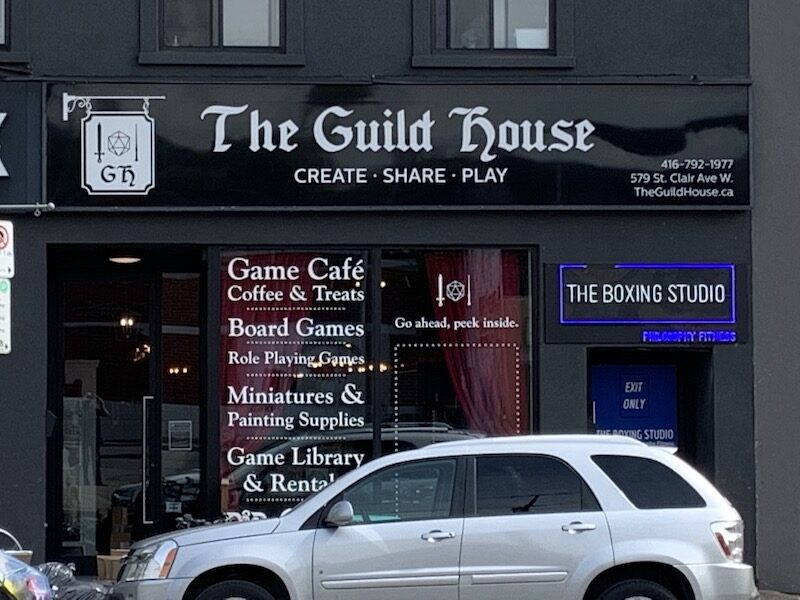 The Guild House
GH
CREATE · SHARE · PLAY
416-792-1977
579 St. Clair Ave W.
TheGuildHouse.ca
Game Café
Coffee & Treats
Board Games
Role Playing Games
Miniatures &
Painting Supplies
Game Library
& Rental
Go ahead, peek inside.
THE BOXING STUDIO
PHILOSOPHY FITNESS
EXIT
ONLY
THE BOXING STUDIO